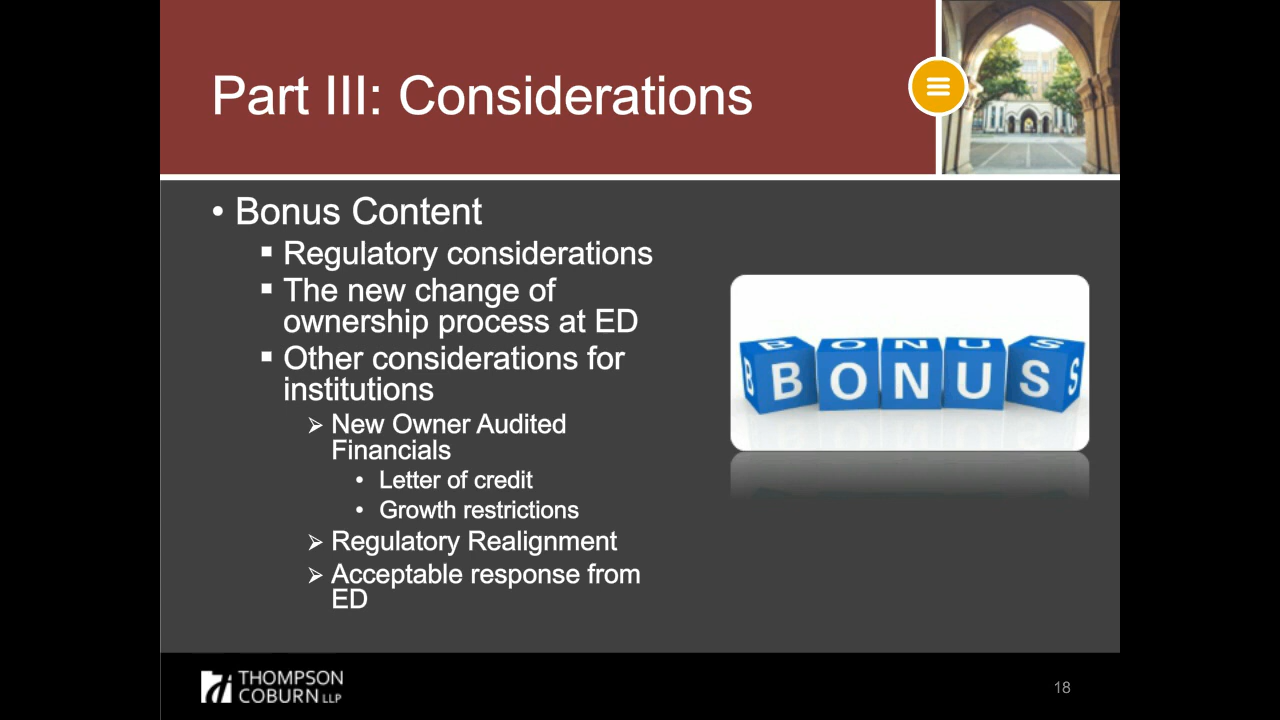 Part III: Considerations
• Bonus Content
▪ Regulatory considerations
▪ The new change of
ownership process at ED
▪ Other considerations for
institutions
➢ New Owner Audited
Financials
• Letter of credit
• Growth restrictions
➢ Regulatory Realignment
➢ Acceptable response from
ED
B O N U S
B B O N U S S
THOMPSON
COBURN LLP
18